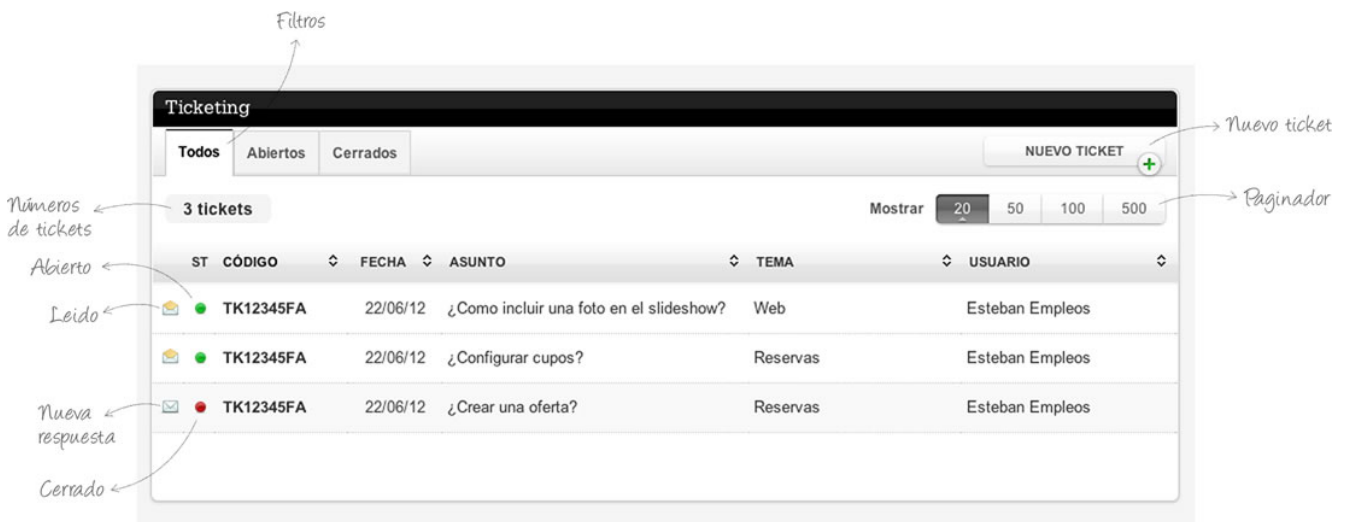 Filtros
Ticketing
Nuevo ticket
Todos Abiertos Cerrados NUEVO TICKET
Números
de tickets
3 tickets Mostrar 20 50 100 500
Paginador
Abierto
ST CÓDIGO FECHA ASUNTO TEMA USUARIO
Leido
TK12345FA 22/06/12 ¿Como incluir una foto en el slideshow? Web Esteban Empleos
TK12345FA 22/06/12 ¿Configurar cupos? Reservas Esteban Empleos
Nueva
respuesta
TK12345FA 22/06/12 ¿Crear una oferta? Reservas Esteban Empleos
Cerrado